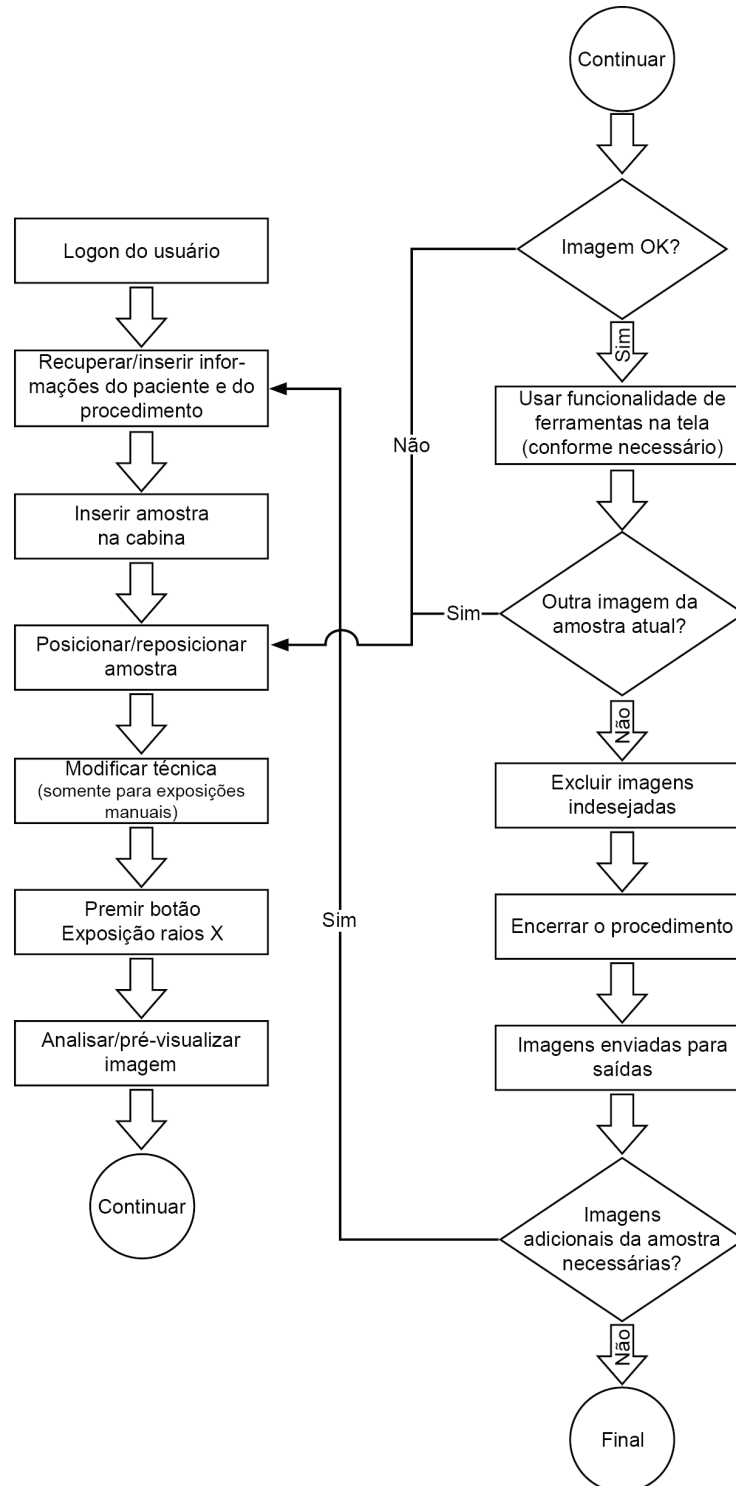 Logon do usuário
Recuperar/inserir infor-
mações do paciente e do
procedimento
Inserir amostra
na cabina
Posicionar/reposicionar
amostra
Modificar técnica
(somente para exposições
manuais)
Premir botão
Exposição raios X
Analisar/pré-visualizar
imagem
Continuar
Continuar
Imagem OK?
Não
Sim
Usar funcionalidade de
ferramentas na tela
(conforme necessário)
Outra imagem da
amostra atual?
Sim
Não
Excluir imagens
indesejadas
Encerrar o procedimento
Imagens enviadas para
saídas
Imagens
adicionais da amostra
necessárias?
Sim
Não
Final